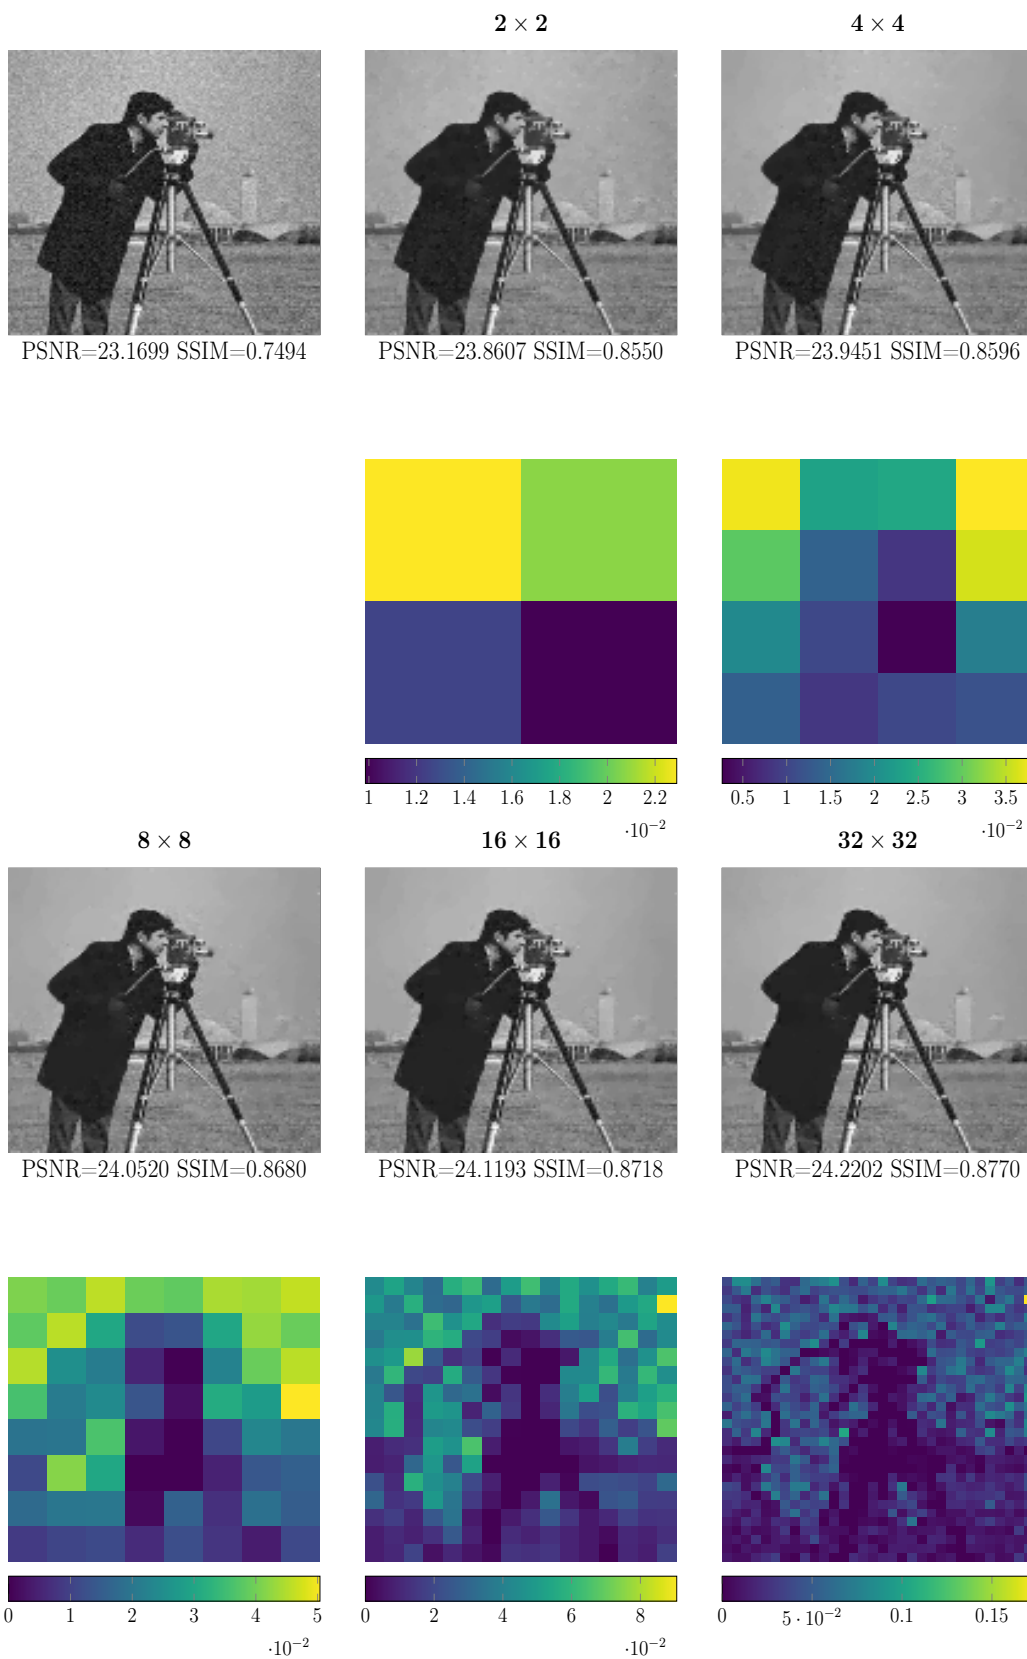 2 × 2
4 × 4
PSNR=23.1699 SSIM=0.7494
PSNR=23.8607 SSIM=0.8550
PSNR=23.9451 SSIM=0.8596
1 1.2 1.4 1.6 1.8 2 2.2
·10⁻²
0.5 1 1.5 2 2.5 3 3.5
·10⁻²
8 × 8
16 × 16
32 × 32
PSNR=24.0520 SSIM=0.8680
PSNR=24.1193 SSIM=0.8718
PSNR=24.2202 SSIM=0.8770
0 1 2 3 4 5
·10⁻²
0 2 4 6 8
·10⁻²
0 5·10⁻² 0.1 0.15